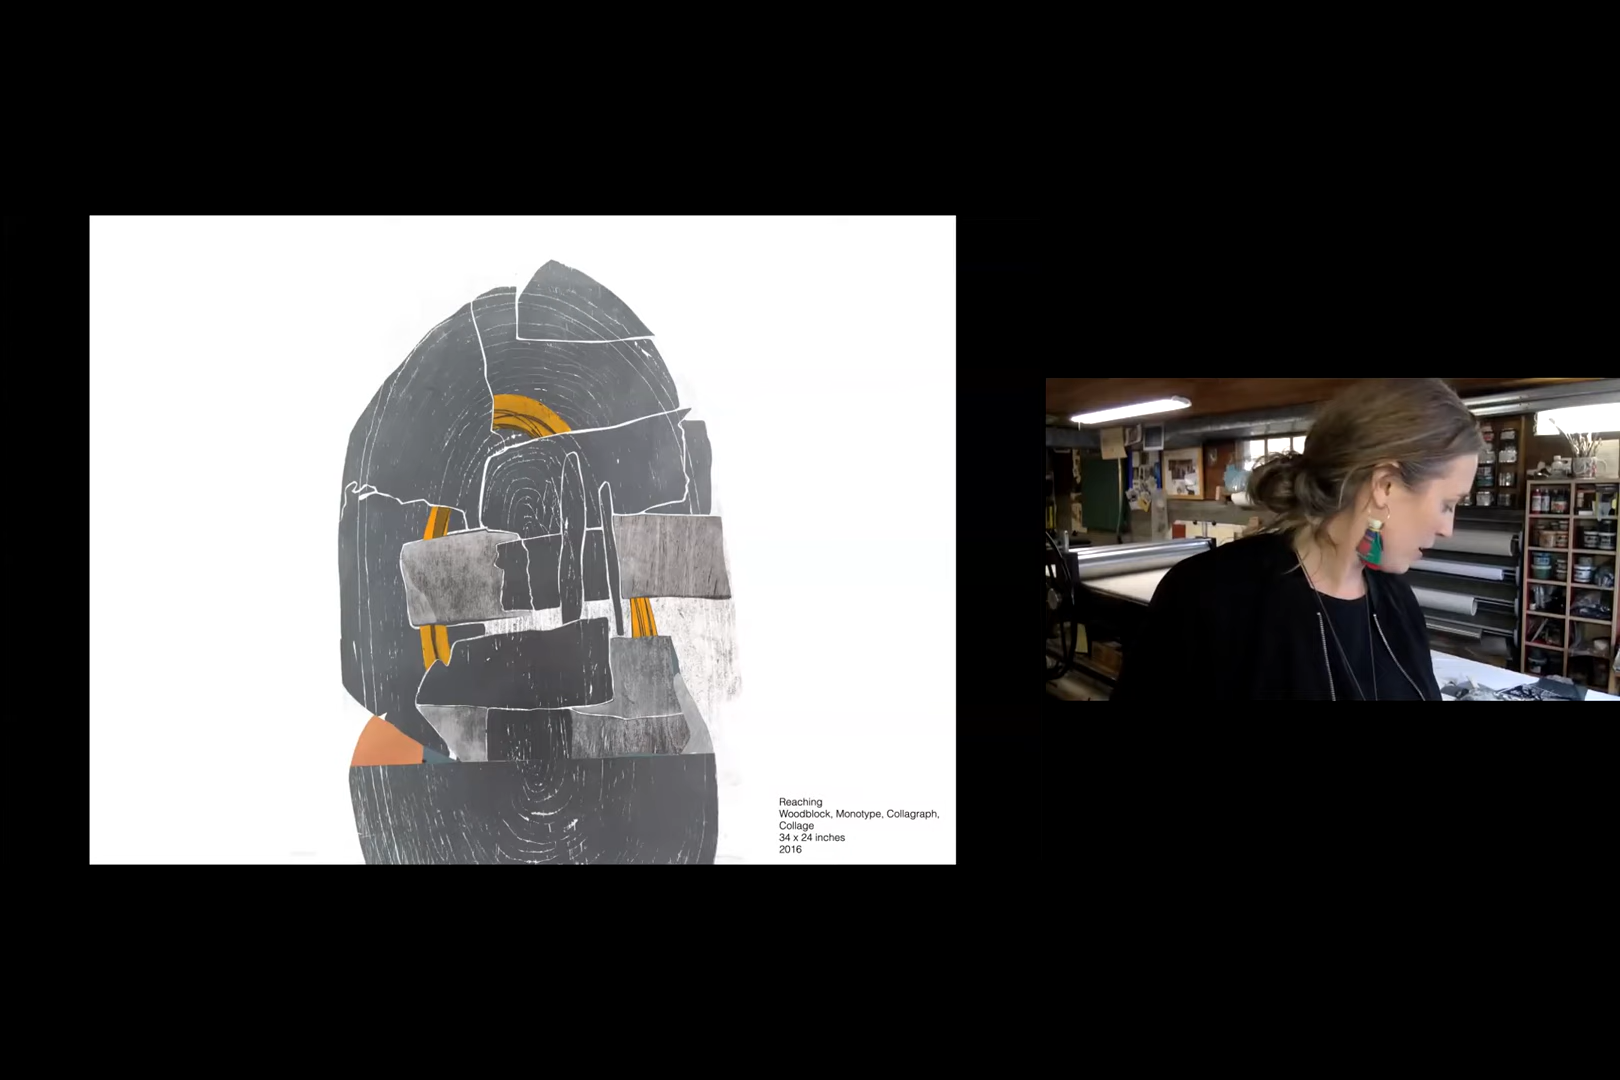 Reaching
Woodblock, Monotype, Collagraph,
Collage
34 x 24 inches
2016